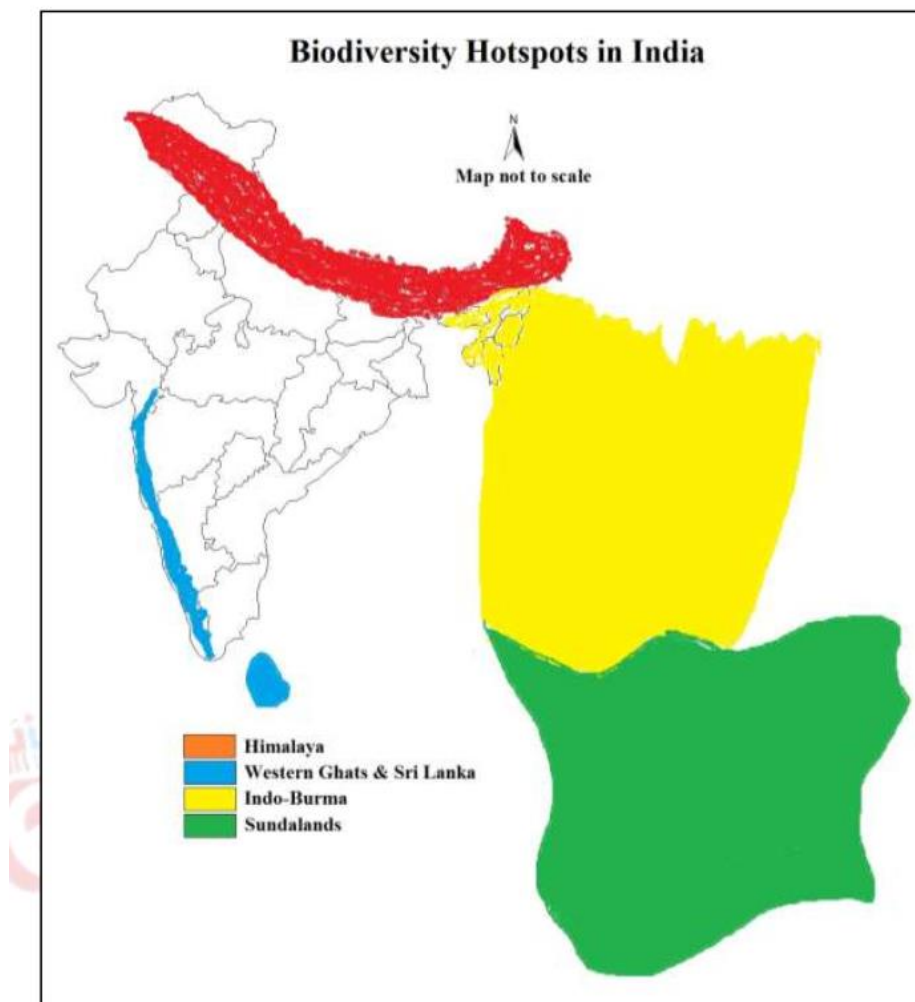 Biodiversity Hotspots in India
N
Map not to scale
Himalaya
Western Ghats & Sri Lanka
Indo-Burma
Sundalands